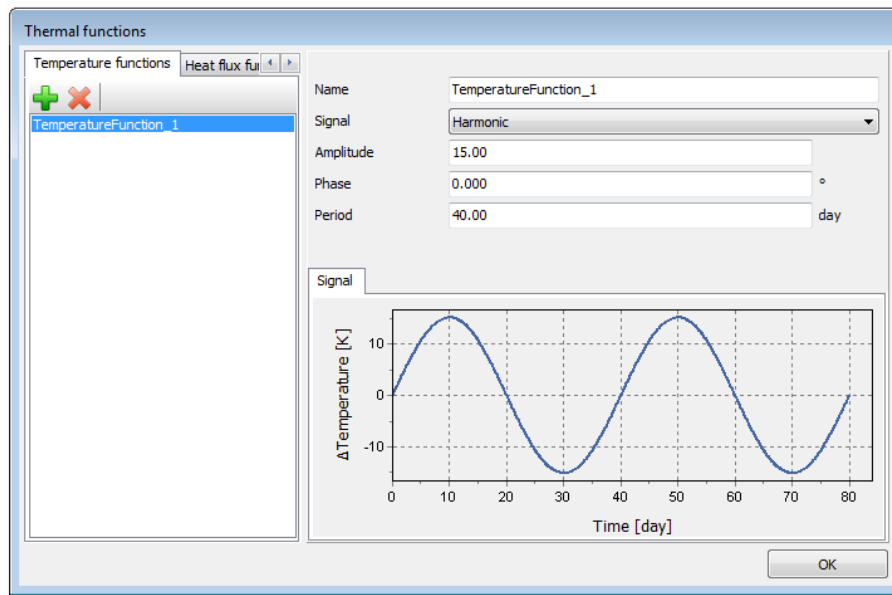 Thermal functions
Temperature functions
Heat flux fu
TemperatureFunction_1
Name TemperatureFunction_1
Signal Harmonic
Amplitude 15.00
Phase 0.000 °
Period 40.00 day
Signal
ΔTemperature [K]
10
0
-10
0 10 20 30 40 50 60 70 80
Time [day]
OK